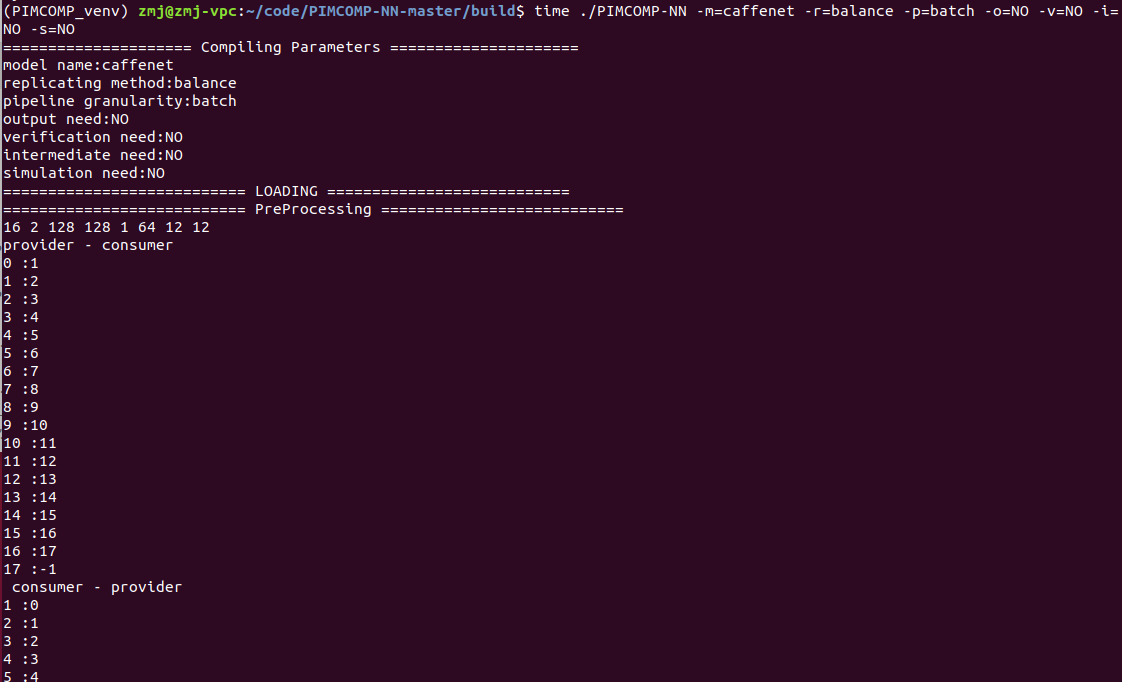 (PIMCOMP_venv) zmj@zmj-vpc:~/code/PIMCOMP-NN-master/build$ time ./PIMCOMP-NN -m=caffenet -r=balance -p=batch -o=NO -v=NO -i=
NO -s=NO
===================== Compiling Parameters =====================
model name:caffenet
replicating method:balance
pipeline granularity:batch
output need:NO
verification need:NO
intermediate need:NO
simulation need:NO
=========================== LOADING ===========================
=========================== PreProcessing ===========================
16 2 128 128 1 64 12 12
provider - consumer
0 :1
1 :2
2 :3
3 :4
4 :5
5 :6
6 :7
7 :8
8 :9
9 :10
10 :11
11 :12
12 :13
13 :14
14 :15
15 :16
16 :17
17 :-1
consumer - provider
1 :0
2 :1
3 :2
4 :3
5 :4